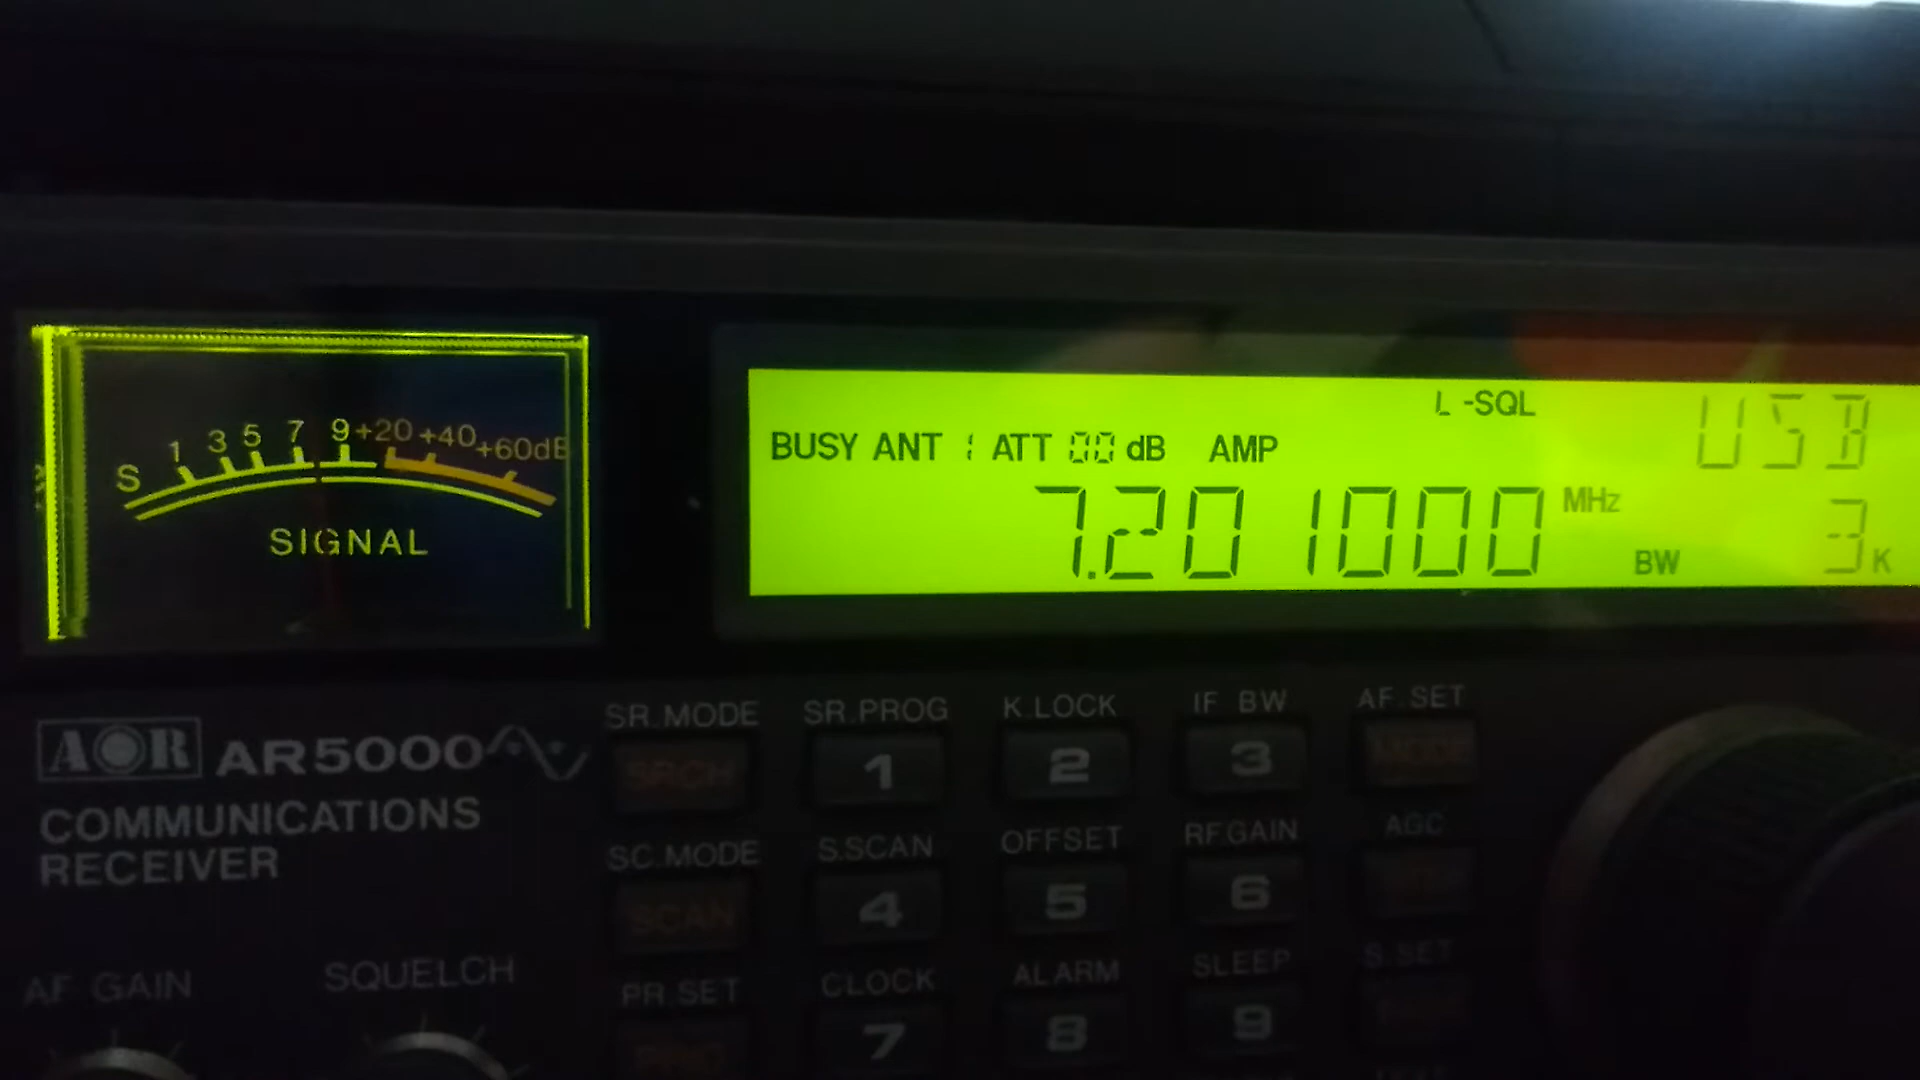 L-SQL USB
BUSY ANT 1 ATT 00 dB AMP
7.201000 MHz BW 3 K
S 1 3 5 7 9 +20 +40 +60dB
SIGNAL
AOR AR5000
COMMUNICATIONS
RECEIVER
AF GAIN SQUELCH
SR.MODE SR.PROG K.LOCK IF BW AF.SET
SRCH 1 2 3 MODE
SC.MODE S.SCAN OFFSET RF.GAIN AGC
SCAN 4 5 6
PR.SET CLOCK ALARM SLEEP S.SET
7 8 9